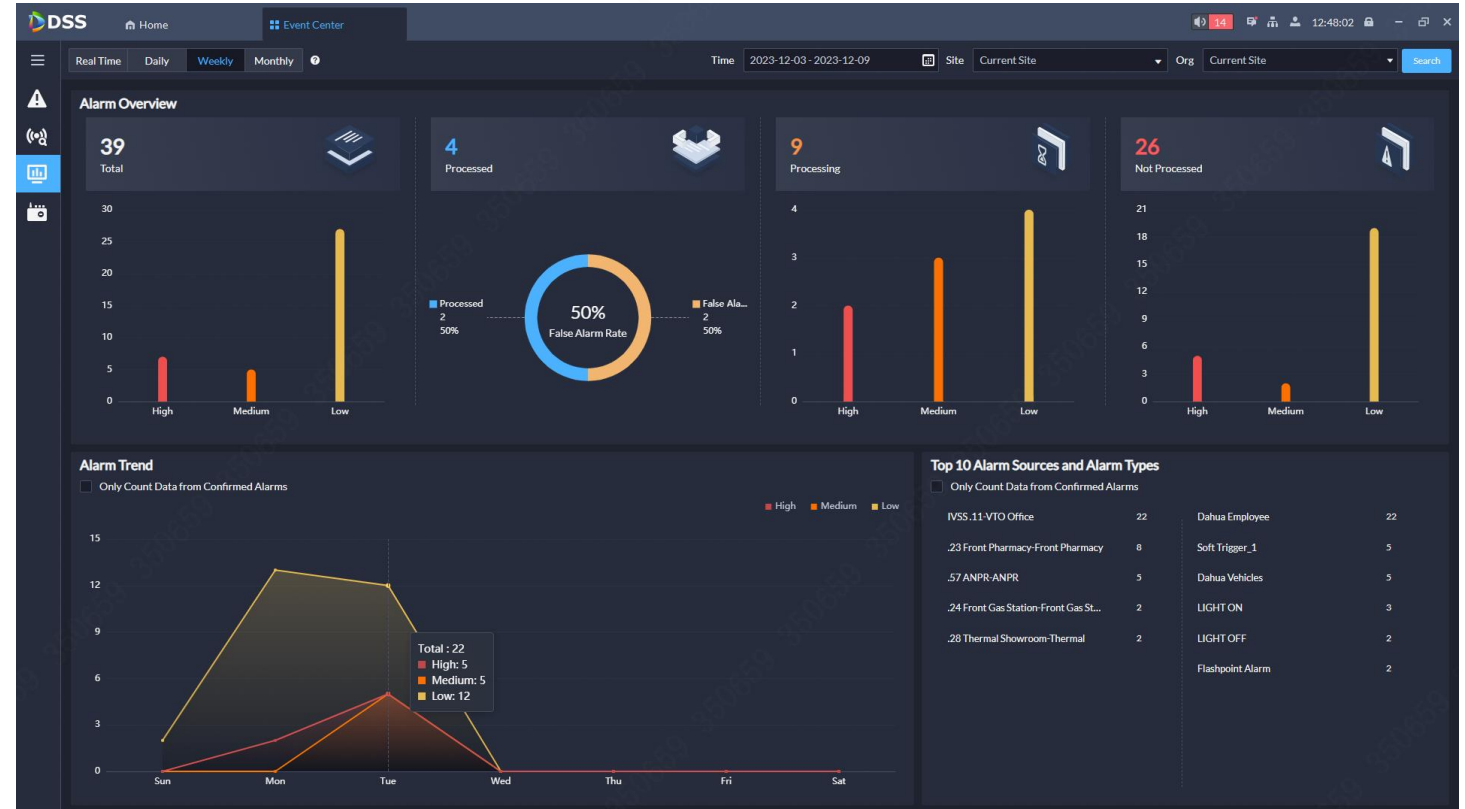 DSS Home Event Center 14 12:48:02
Real Time Daily Weekly Monthly ? Time 2023-12-03 - 2023-12-09 Site Current Site Org Current Site Search
Alarm Overview
39
Total
4
Processed
9
Processing
26
Not Processed
30
25
20
15
10
5
0
High Medium Low
Processed
2
50%
50%
False Alarm Rate
False Ala...
2
50%
4
3
2
1
0
High Medium Low
21
18
15
12
9
6
3
0
High Medium Low
Alarm Trend
Only Count Data from Confirmed Alarms
High Medium Low
15
12
9
6
3
0
Sun Mon Tue Wed Thu Fri Sat
Total : 22
High: 5
Medium: 5
Low: 12
Top 10 Alarm Sources and Alarm Types
Only Count Data from Confirmed Alarms
IVSS .11-VTO Office 22
.23 Front Pharmacy-Front Pharmacy 8
.57 ANPR-ANPR 5
.24 Front Gas Station-Front Gas St... 2
.28 Thermal Showroom-Thermal 2
Dahua Employee 22
Soft Trigger_1 5
Dahua Vehicles 5
LIGHT ON 3
LIGHT OFF 2
Flashpoint Alarm 2